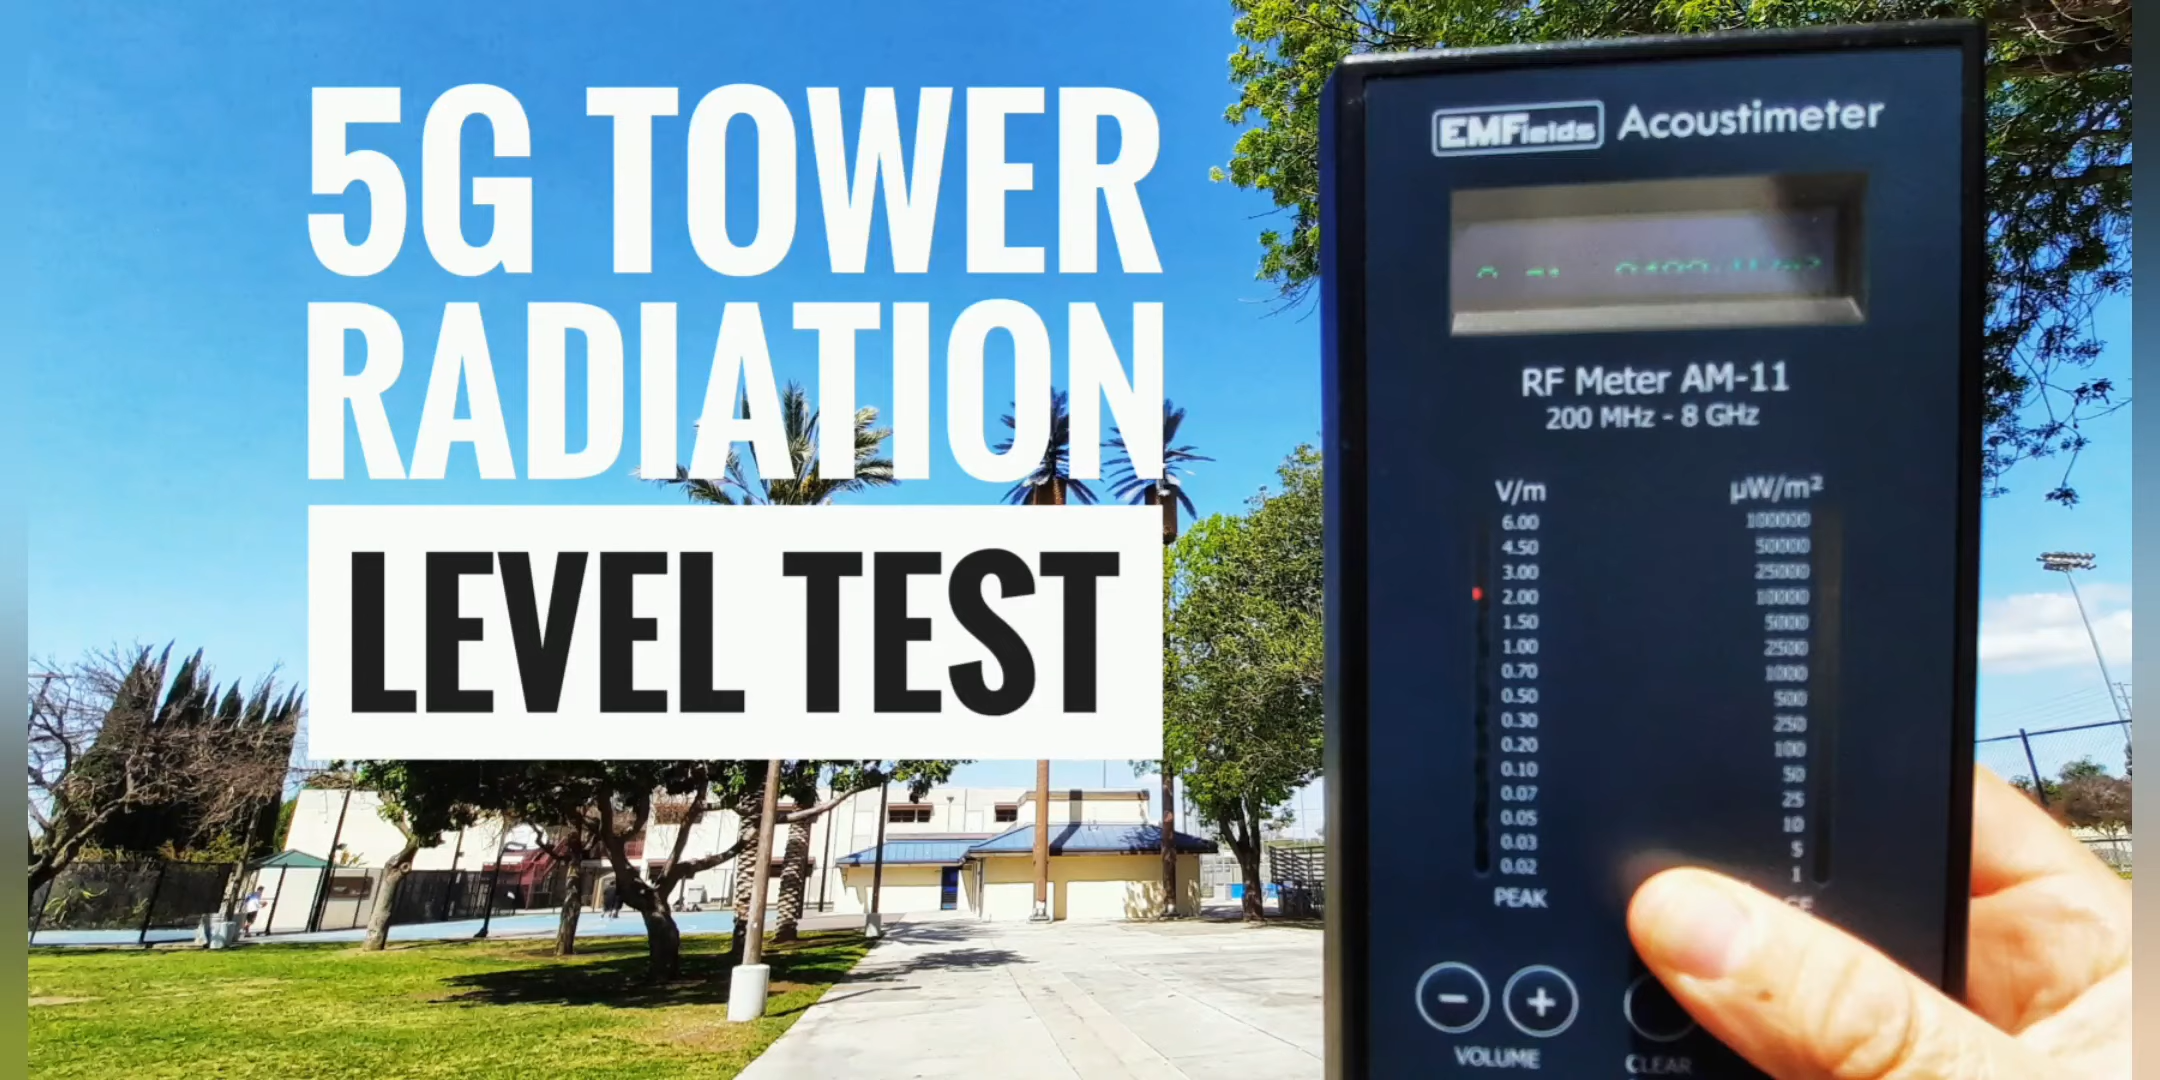 5G TOWER
RADIATION
LEVEL TEST
EMFields Acoustimeter
RF Meter AM-11
200 MHz - 8 GHz
V/m
6.00
4.50
3.00
2.00
1.50
1.00
0.70
0.50
0.30
0.20
0.10
0.07
0.05
0.03
0.02
PEAK
µW/m²
100000
50000
25000
10000
5000
2500
1000
500
250
100
50
25
10
5
1
- +
VOLUME
CLEAR